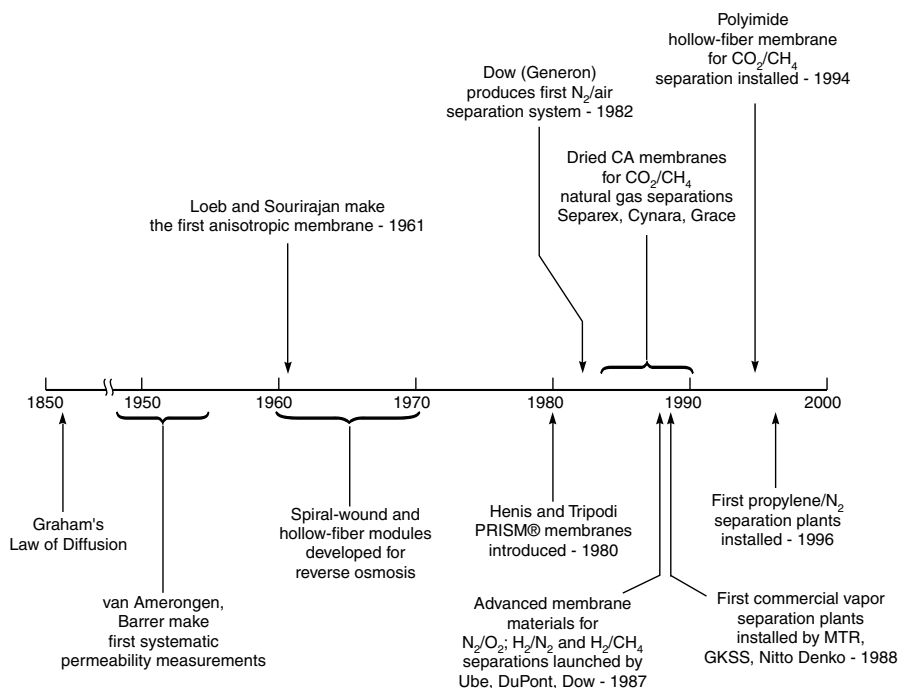 Polyimide
hollow-fiber membrane
for CO₂/CH₄
separation installed - 1994
Dow (Generon)
produces first N₂/air
separation system - 1982
Dried CA membranes
for CO₂/CH₄
natural gas separations
Separex, Cynara, Grace
Loeb and Sourirajan make
the first anisotropic membrane - 1961
1850
1950
1960
1970
1980
1990
2000
Graham's
Law of Diffusion
van Amerongen,
Barrer make
first systematic
permeability measurements
Spiral-wound and
hollow-fiber modules
developed for
reverse osmosis
Henis and Tripodi
PRISM® membranes
introduced - 1980
Advanced membrane
materials for
N₂/O₂; H₂/N₂ and H₂/CH₄
separations launched by
Ube, DuPont, Dow - 1987
First commercial vapor
separation plants
installed by MTR,
GKSS, Nitto Denko - 1988
First propylene/N₂
separation plants
installed - 1996